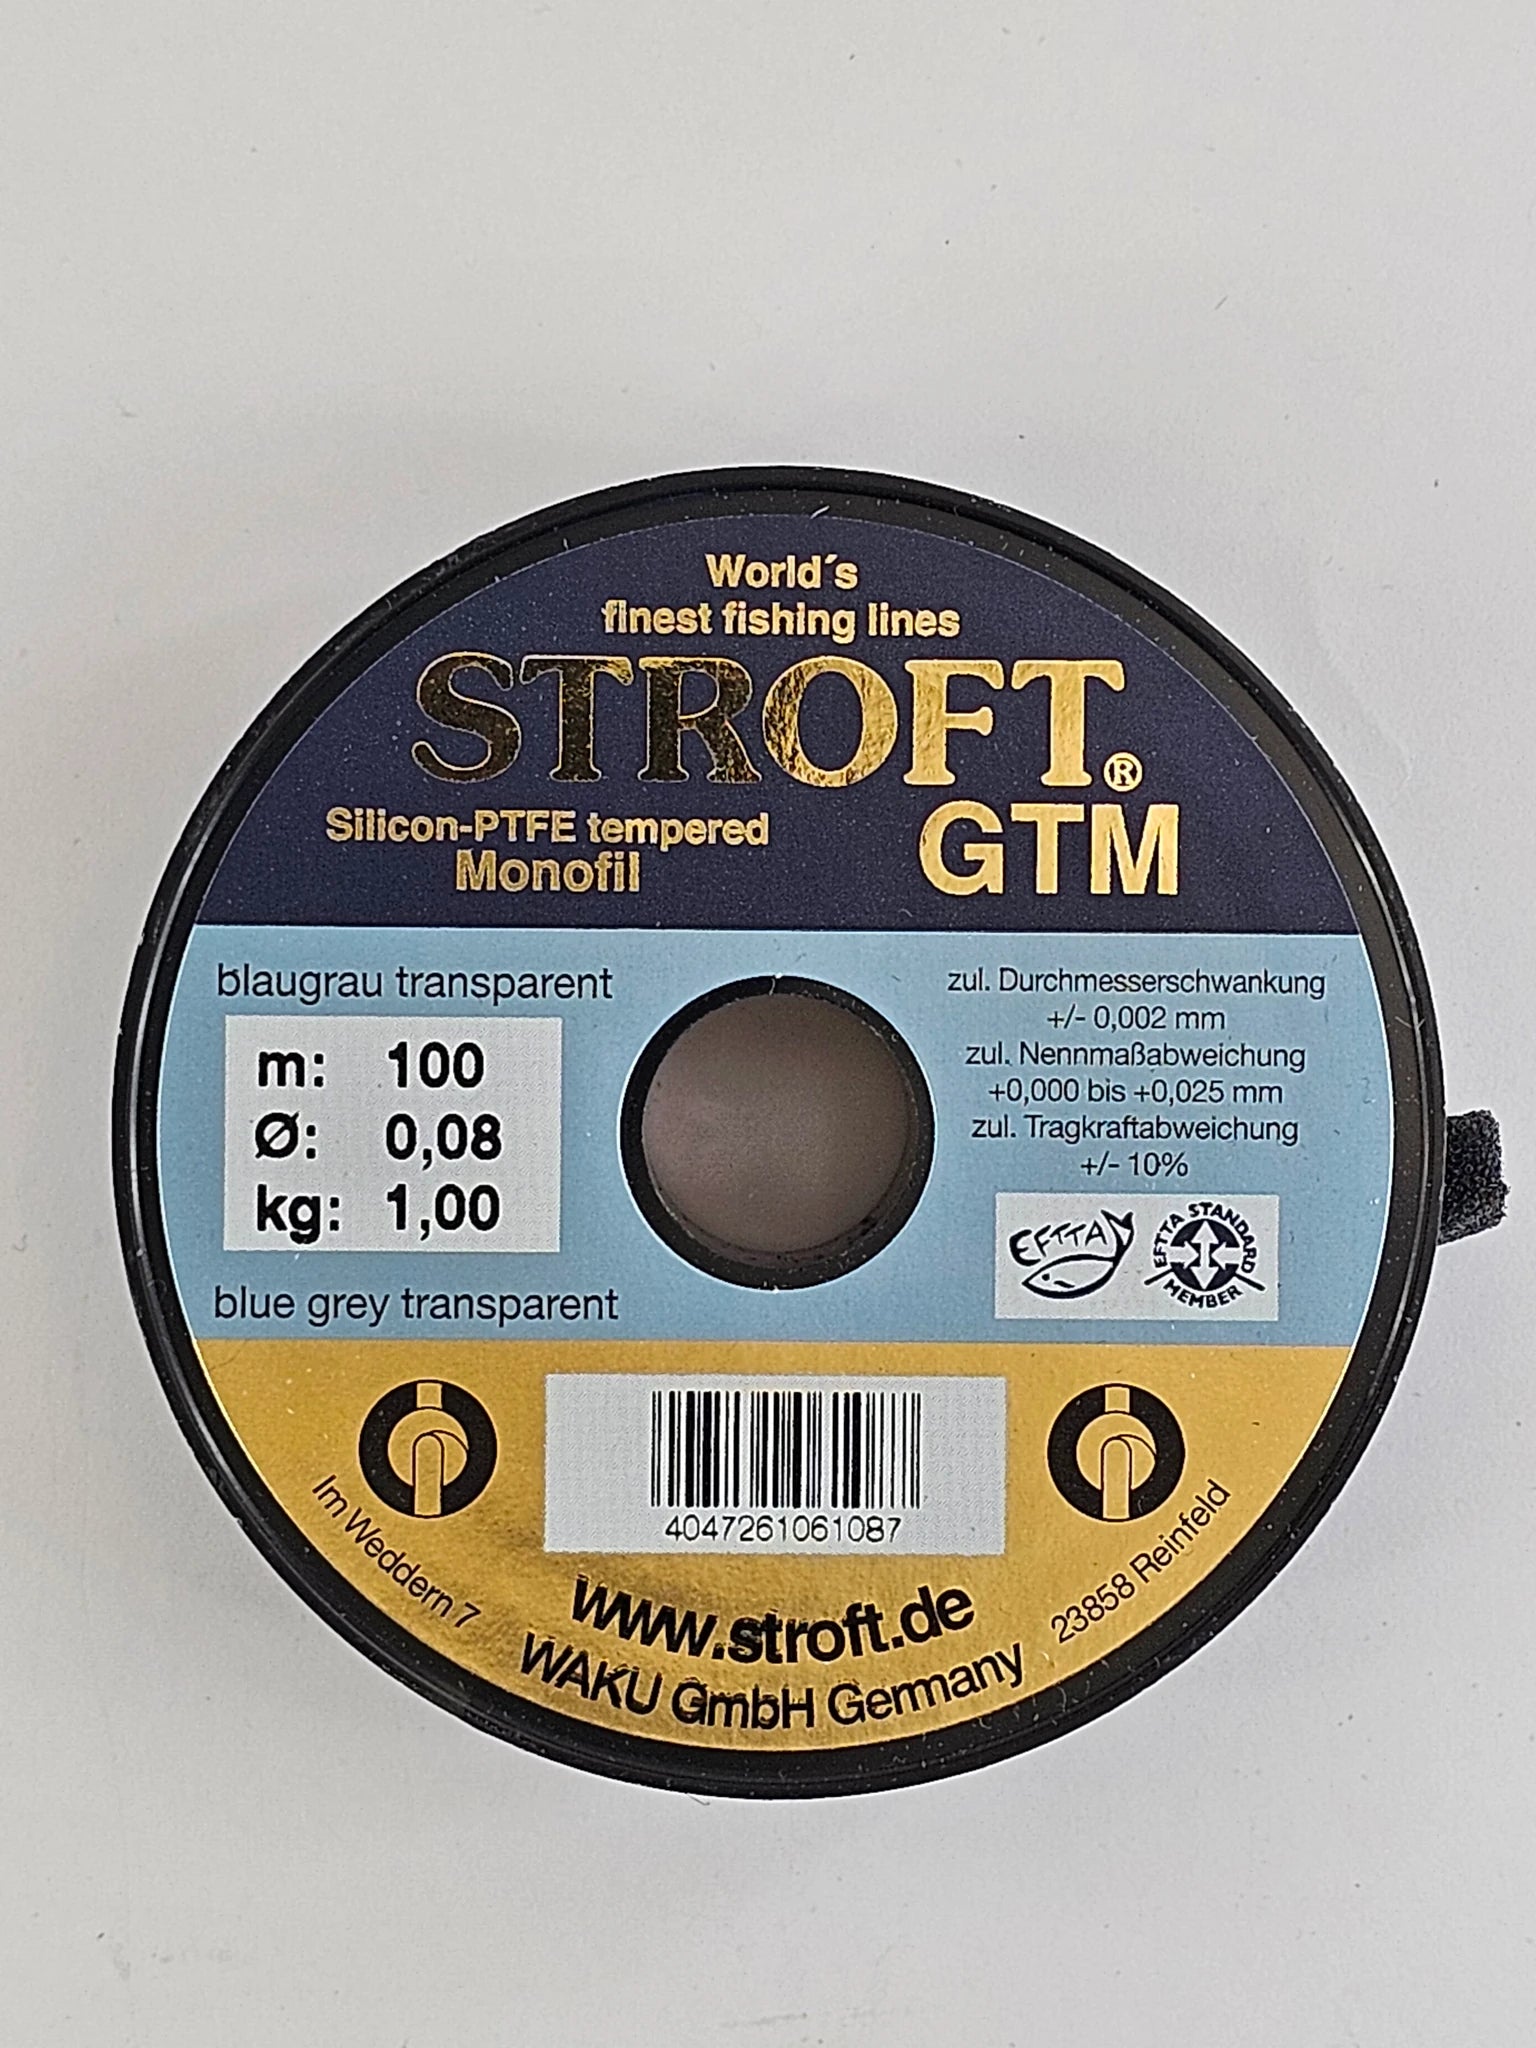 World´s
finest fishing lines
STROFT®
GTM
Silicon-PTFE tempered
Monofil
blaugrau transparent
m: 100
Ø: 0,08
kg: 1,00
blue grey transparent
zul. Durchmesserschwankung
+/- 0,002 mm
zul. Nennmaßabweichung
+0,000 bis +0,025 mm
zul. Tragkraftabweichung
+/- 10%
EFTTA
EFTTA STANDARD
MEMBER
4047261061087
www.stroft.de
Im Weddern 7
WAKU GmbH Germany
23858 Reinfeld